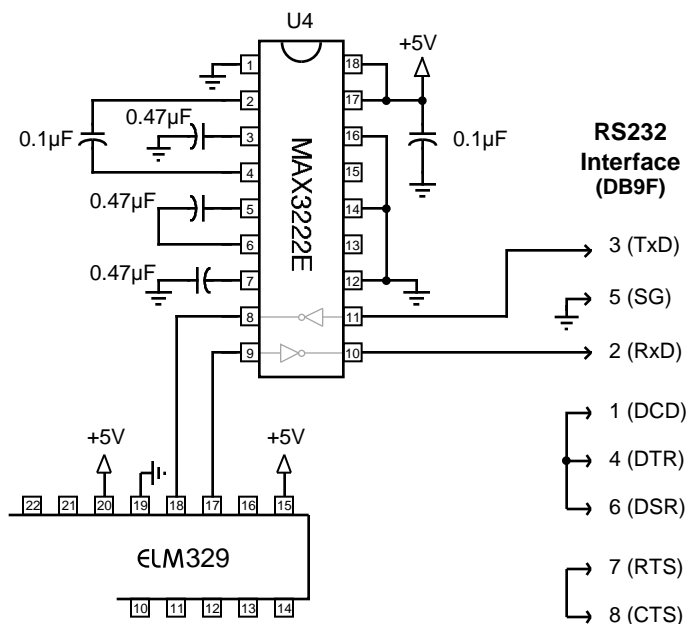 U4
+5V
1
18
2
17
0.47µF
0.1µF
3
16
0.1µF
RS232
Interface
(DB9F)
4
15
MAX3222E
0.47µF
5
14
6
13
3 (TxD)
0.47µF
7
12
5 (SG)
8
11
9
10
2 (RxD)
1 (DCD)
+5V
+5V
4 (DTR)
22
21
20
19
18
17
16
15
6 (DSR)
ELM329
7 (RTS)
10
11
12
13
14
8 (CTS)